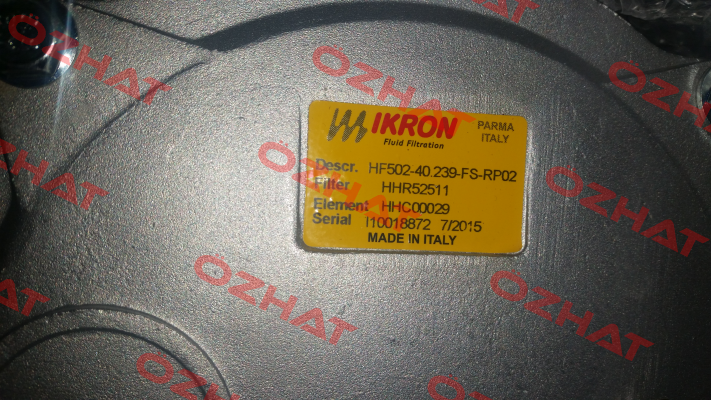 IKRON
Fluid Filtration
PARMA
ITALY
Descr. HF502-40.239-FS-RP02
Filter HHR52511
Element HHC00029
Serial I10018872 7/2015
MADE IN ITALY
OZHAT
OZHAT
OZHAT
OZHAT
OZHAT
OZHAT
OZHAT
OZHAT